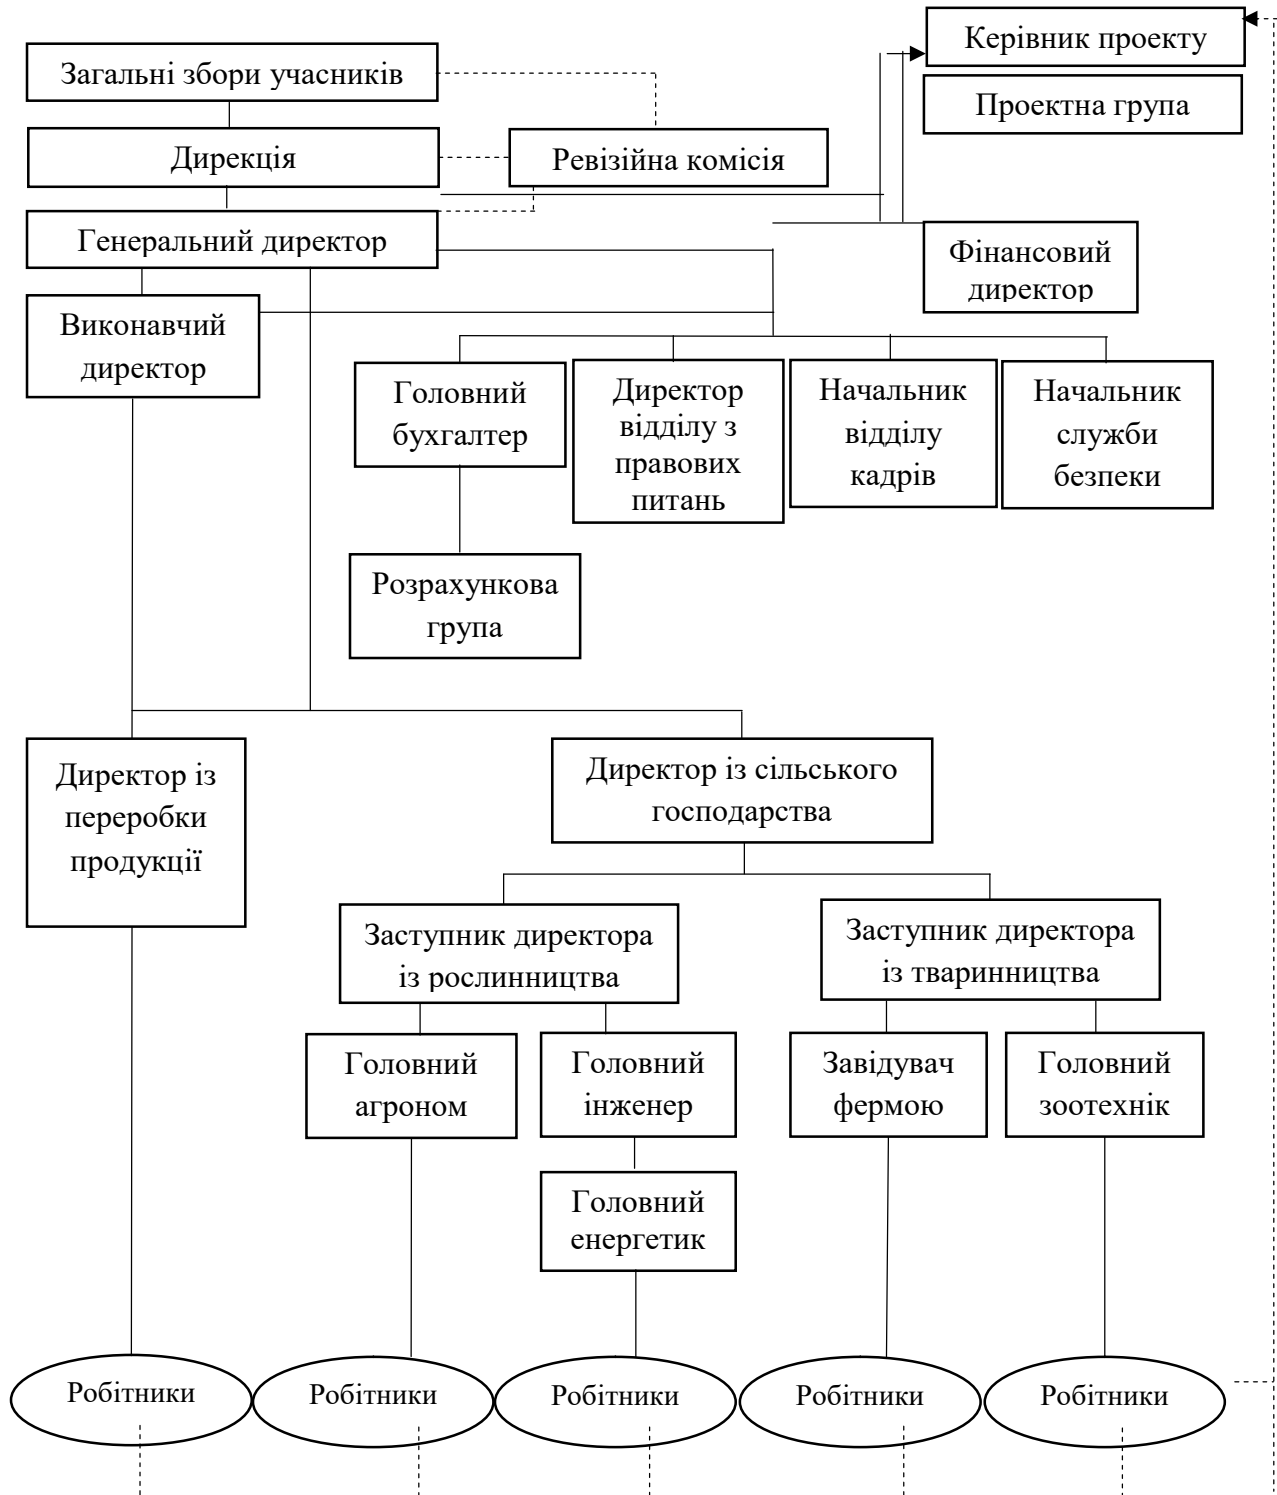 Керівник проекту
Загальні збори учасників
Проектна група
Дирекція
Ревізійна комісія
Генеральний директор
Фінансовий
директор
Виконавчий
директор
Головний
бухгалтер
Директор
відділу з
правових
питань
Начальник
відділу
кадрів
Начальник
служби
безпеки
Розрахункова
група
Директор із
переробки
продукції
Директор із сільського
господарства
Заступник директора
із рослинництва
Заступник директора
із тваринництва
Головний
агроном
Головний
інженер
Завідувач
фермою
Головний
зоотехнік
Головний
енергетик
Робітники
Робітники
Робітники
Робітники
Робітники